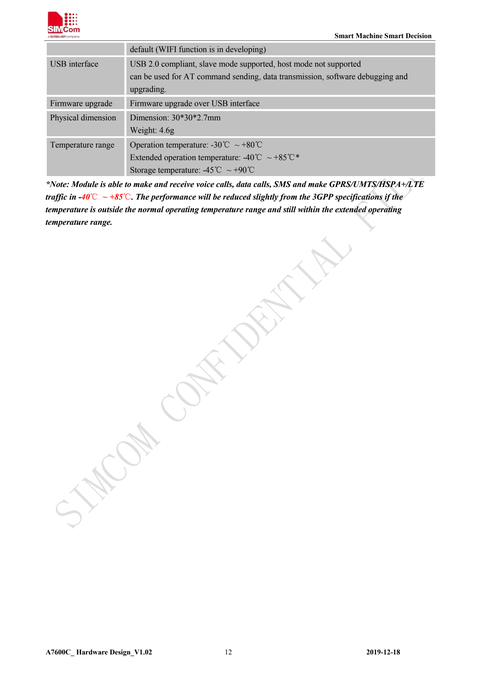 SIMCom
a SUNSEA AIOT company
Smart Machine Smart Decision
default (WIFI function is in developing)
USB interface
USB 2.0 compliant, slave mode supported, host mode not supported
can be used for AT command sending, data transmission, software debugging and
upgrading.
Firmware upgrade
Firmware upgrade over USB interface
Physical dimension
Dimension: 30*30*2.7mm
Weight: 4.6g
Temperature range
Operation temperature: -30℃ ~ +80℃
Extended operation temperature: -40℃ ~ +85℃*
Storage temperature: -45℃ ~ +90℃
*Note: Module is able to make and receive voice calls, data calls, SMS and make GPRS/UMTS/HSPA+/LTE
traffic in -40℃ ~ +85℃. The performance will be reduced slightly from the 3GPP specifications if the
temperature is outside the normal operating temperature range and still within the extended operating
temperature range.
SIMCOM CONFIDENTIAL FILE
A7600C_ Hardware Design_V1.02
12
2019-12-18